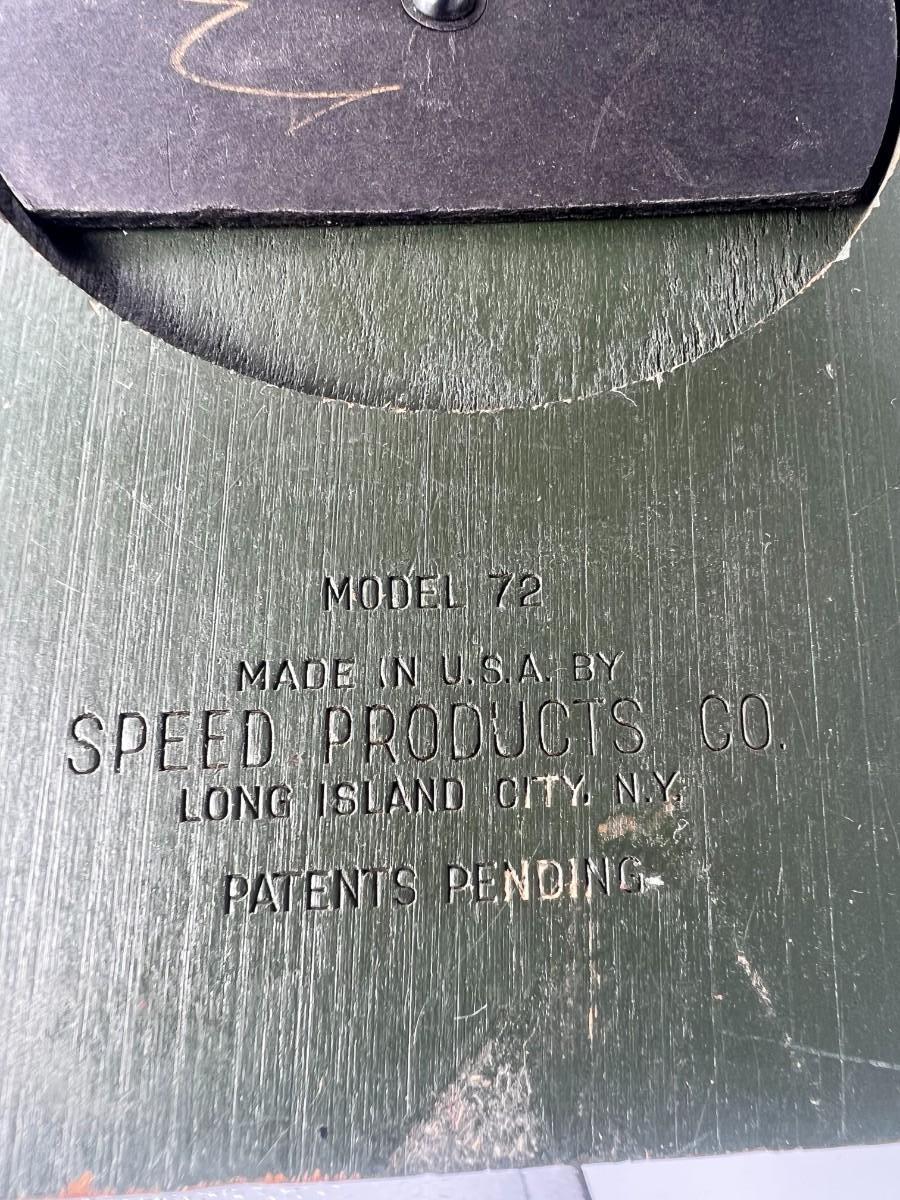 MODEL 72
MADE IN U.S.A. BY
SPEED PRODUCTS CO.
LONG ISLAND CITY, N.Y.
PATENTS PENDING